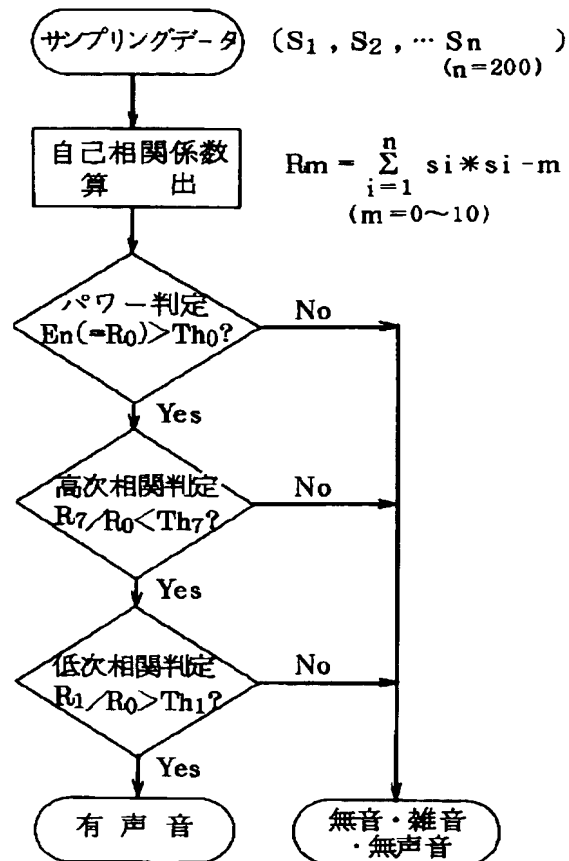 サンプリングデータ (S1 , S2 , … Sn )
(n=200)
自己相関係数
算 出
n
Rm = Σ si*si-m
i=1
(m=0~10)
パワー判定
En(=R0)>Th0?
No
Yes
高次相関判定
R7/R0<Th7?
No
Yes
低次相関判定
R1/R0>Th1?
No
Yes
有 声 音
無音・雑音
・無声音